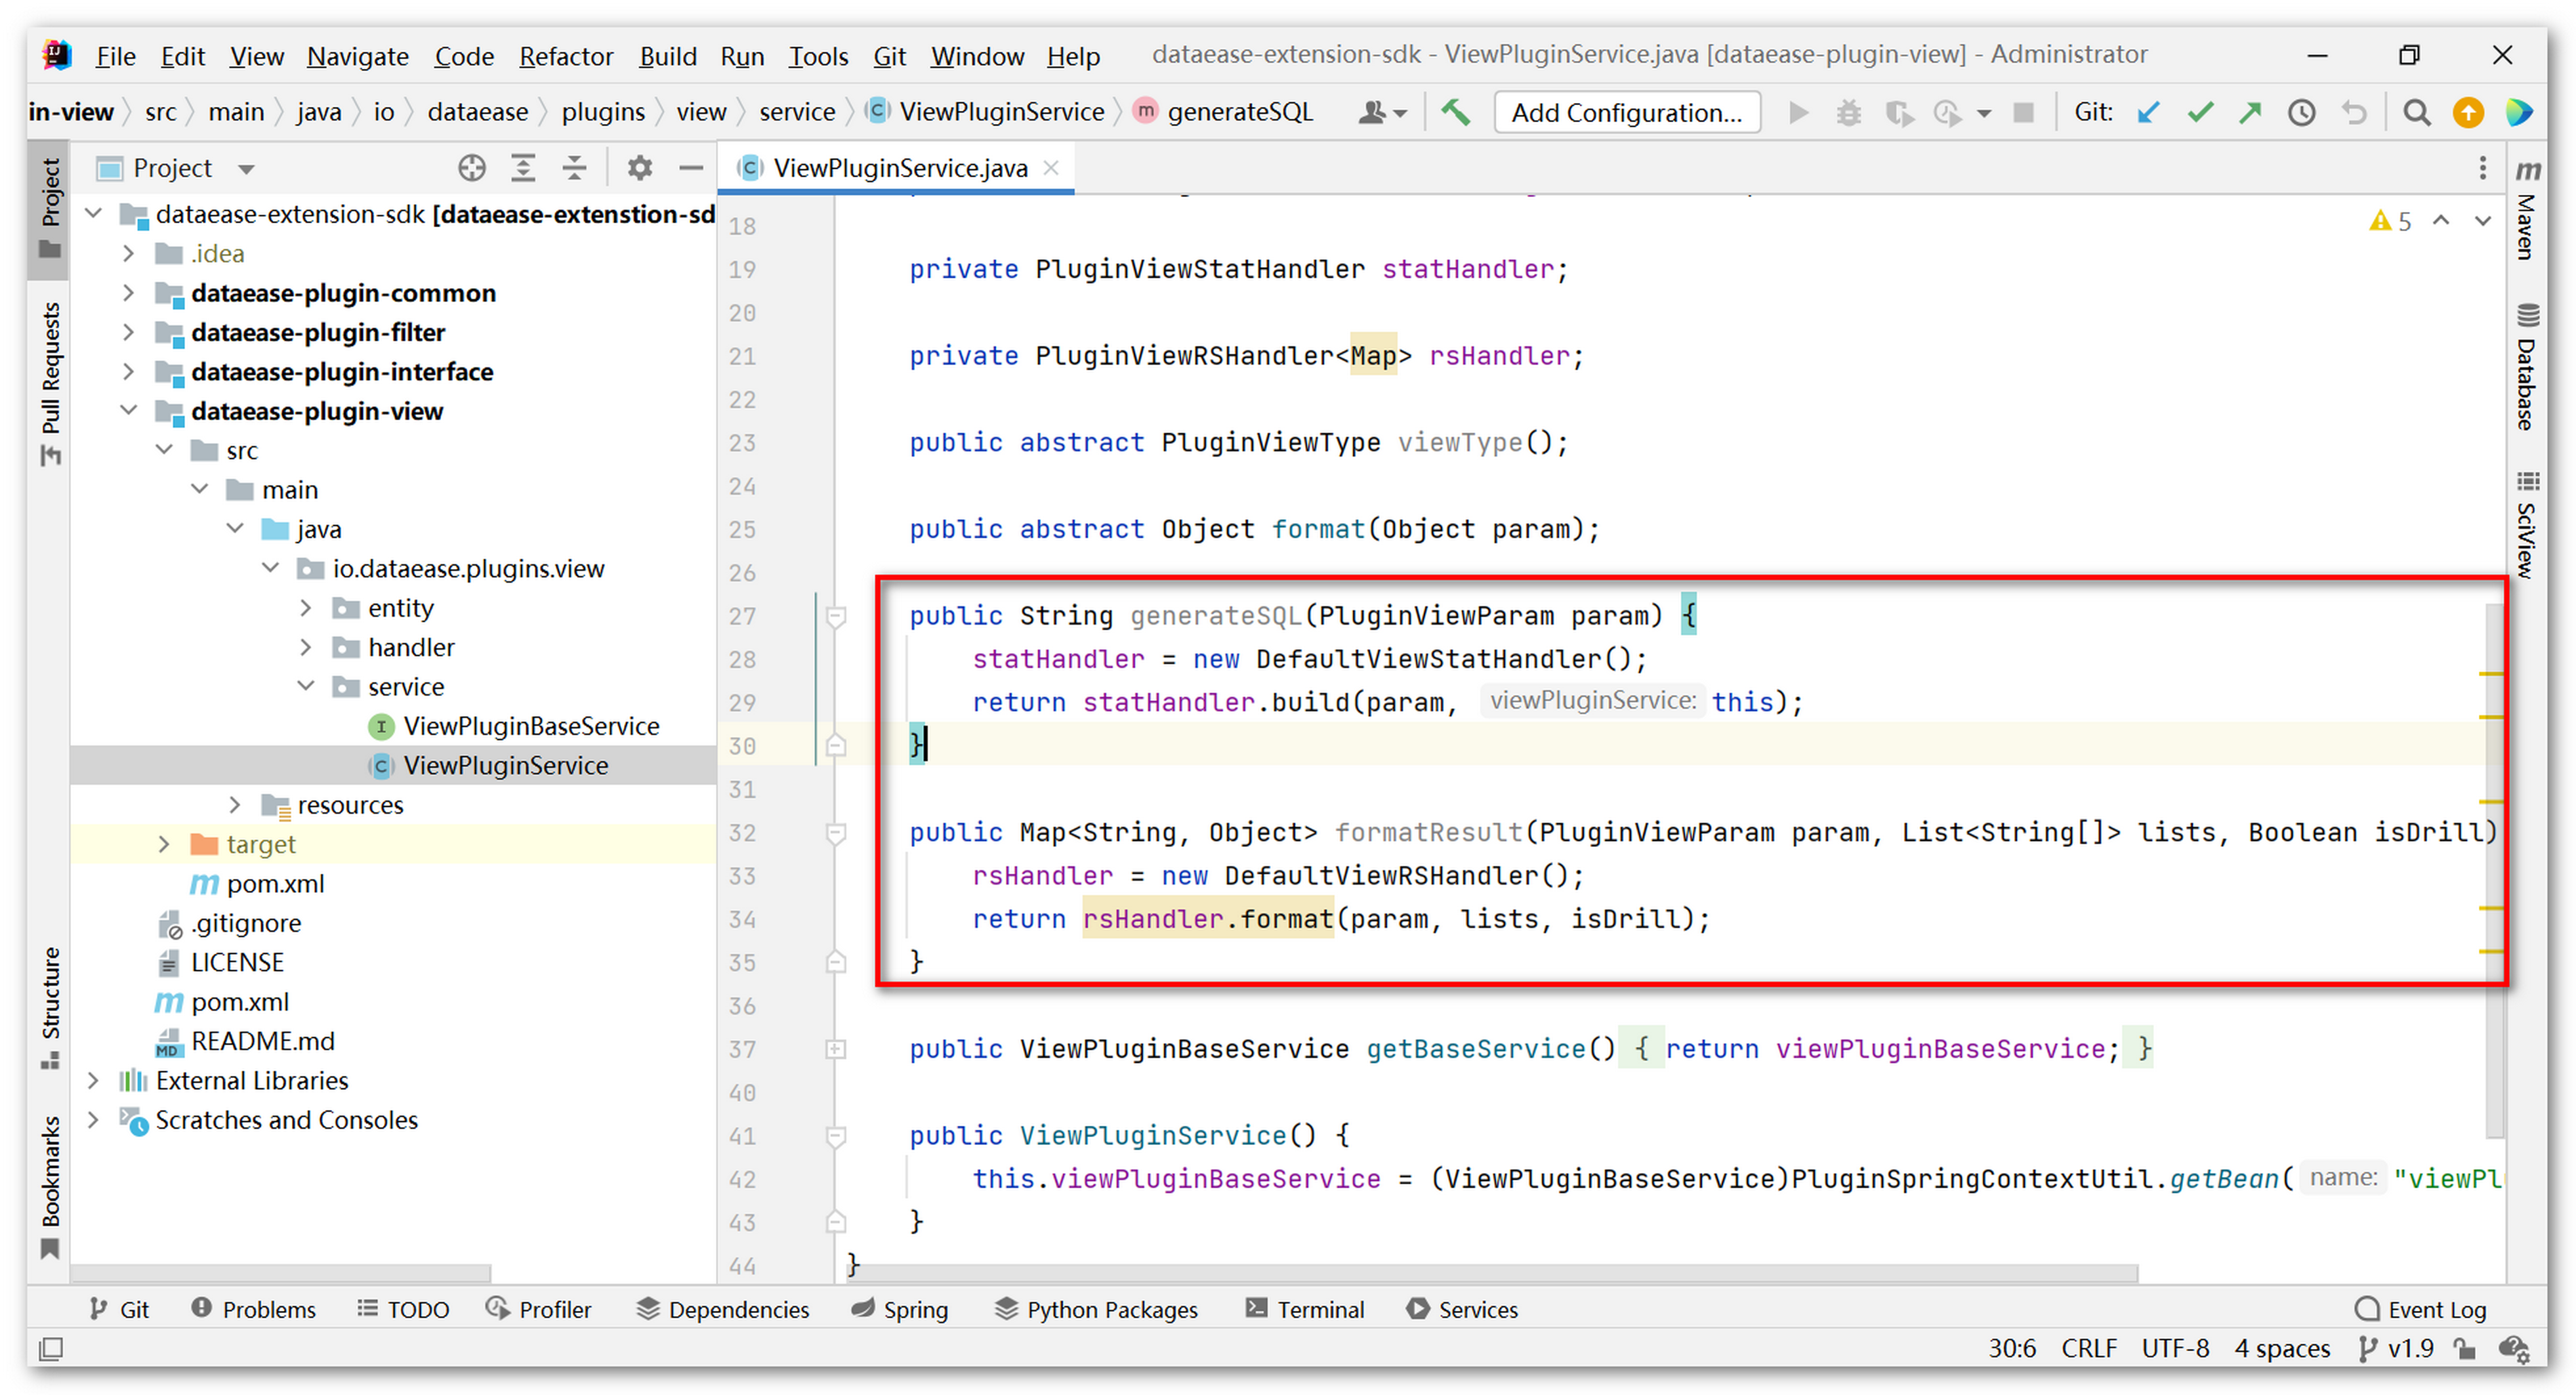 File Edit View Navigate Code Refactor Build Run Tools Git Window Help dataease-extension-sdk - ViewPluginService.java [dataease-plugin-view] - Administrator
in-view src main java io dataease plugins view service C ViewPluginService m generateSQL Add Configuration... Git:
Project
ViewPluginService.java
dataease-extension-sdk [dataease-extenstion-sd
.idea
dataease-plugin-common
dataease-plugin-filter
dataease-plugin-interface
dataease-plugin-view
src
main
java
io.dataease.plugins.view
entity
handler
service
I ViewPluginBaseService
C ViewPluginService
resources
target
m pom.xml
.gitignore
LICENSE
m pom.xml
MD README.md
External Libraries
Scratches and Consoles
Project
Pull Requests
Structure
Bookmarks
5
18
19 private PluginViewStatHandler statHandler;
20
21 private PluginViewRSHandler<Map> rsHandler;
22
23 public abstract PluginViewType viewType();
24
25 public abstract Object format(Object param);
26
27 public String generateSQL(PluginViewParam param) {
28 statHandler = new DefaultViewStatHandler();
29 return statHandler.build(param, viewPluginService: this);
30 }
31
32 public Map<String, Object> formatResult(PluginViewParam param, List<String[]> lists, Boolean isDrill)
33 rsHandler = new DefaultViewRSHandler();
34 return rsHandler.format(param, lists, isDrill);
35 }
36
37 public ViewPluginBaseService getBaseService() { return viewPluginBaseService; }
40
41 public ViewPluginService() {
42 this.viewPluginBaseService = (ViewPluginBaseService)PluginSpringContextUtil.getBean( name: "viewPl
43 }
44 }
m Maven
Database
SciView
Git Problems TODO Profiler Dependencies Spring Python Packages Terminal Services Event Log
30:6 CRLF UTF-8 4 spaces v1.9